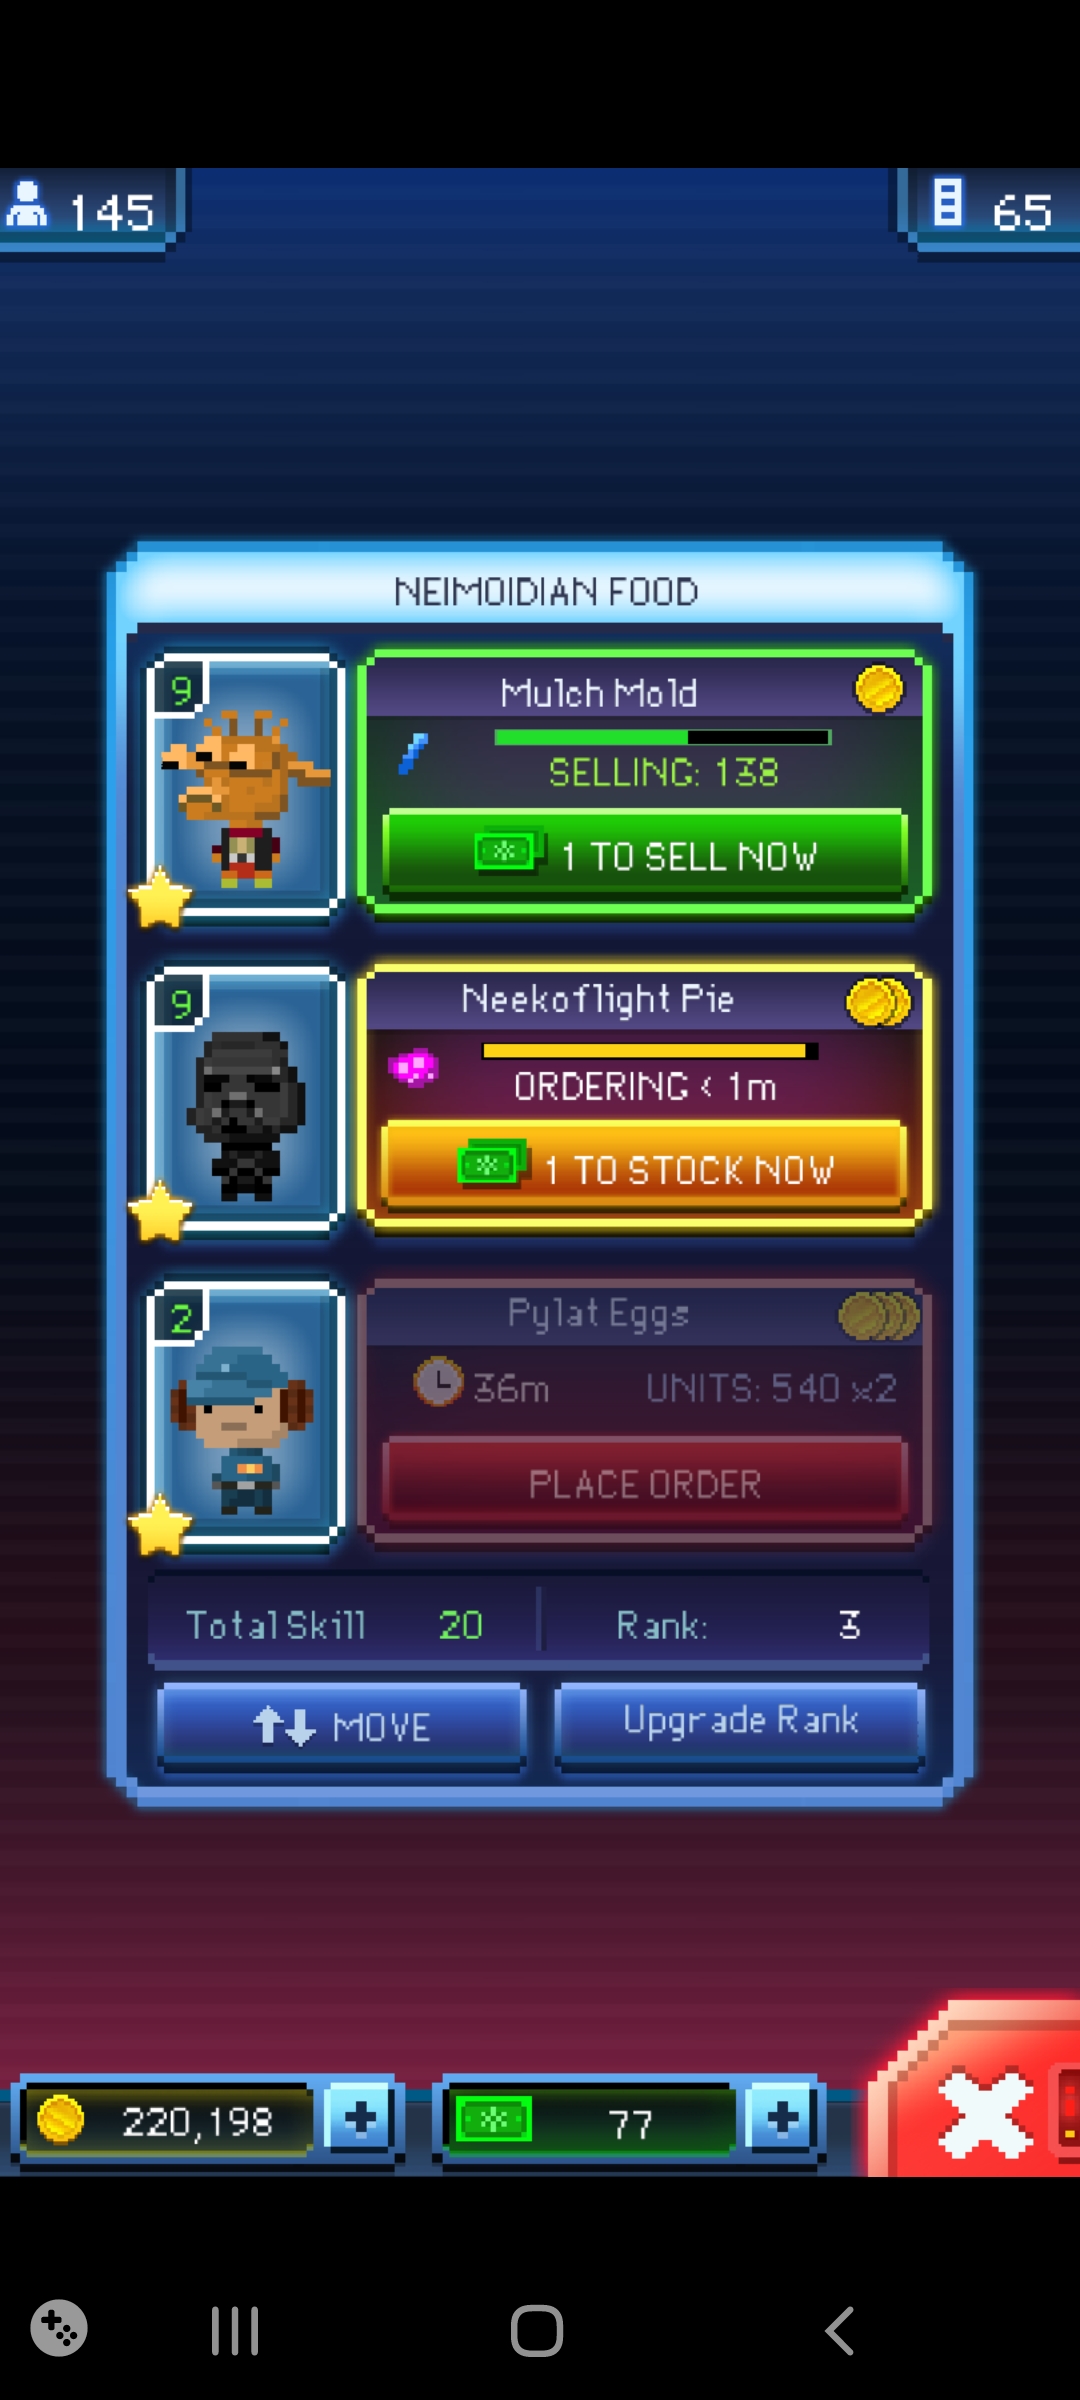 145
65
NEIMOIDIAN FOOD
9
Mulch Mold
SELLING: 138
1 TO SELL NOW
9
Neekoflight Pie
ORDERING < 1m
1 TO STOCK NOW
2
Pylat Eggs
36m UNITS: 540 x2
PLACE ORDER
Total Skill 20 Rank: 3
MOVE Upgrade Rank
220,198 77